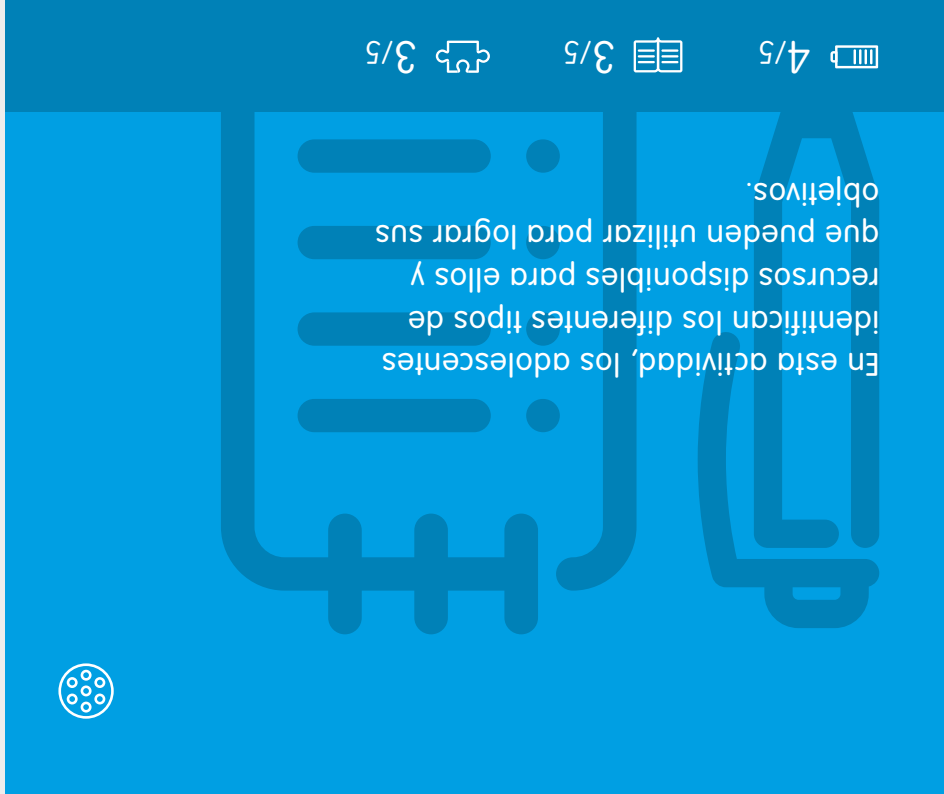 En esta actividad, los adolescentes
identifican los diferentes tipos de
recursos disponibles para ellos y
que pueden utilizar para lograr sus
objetivos.
4/5 3/5 3/5